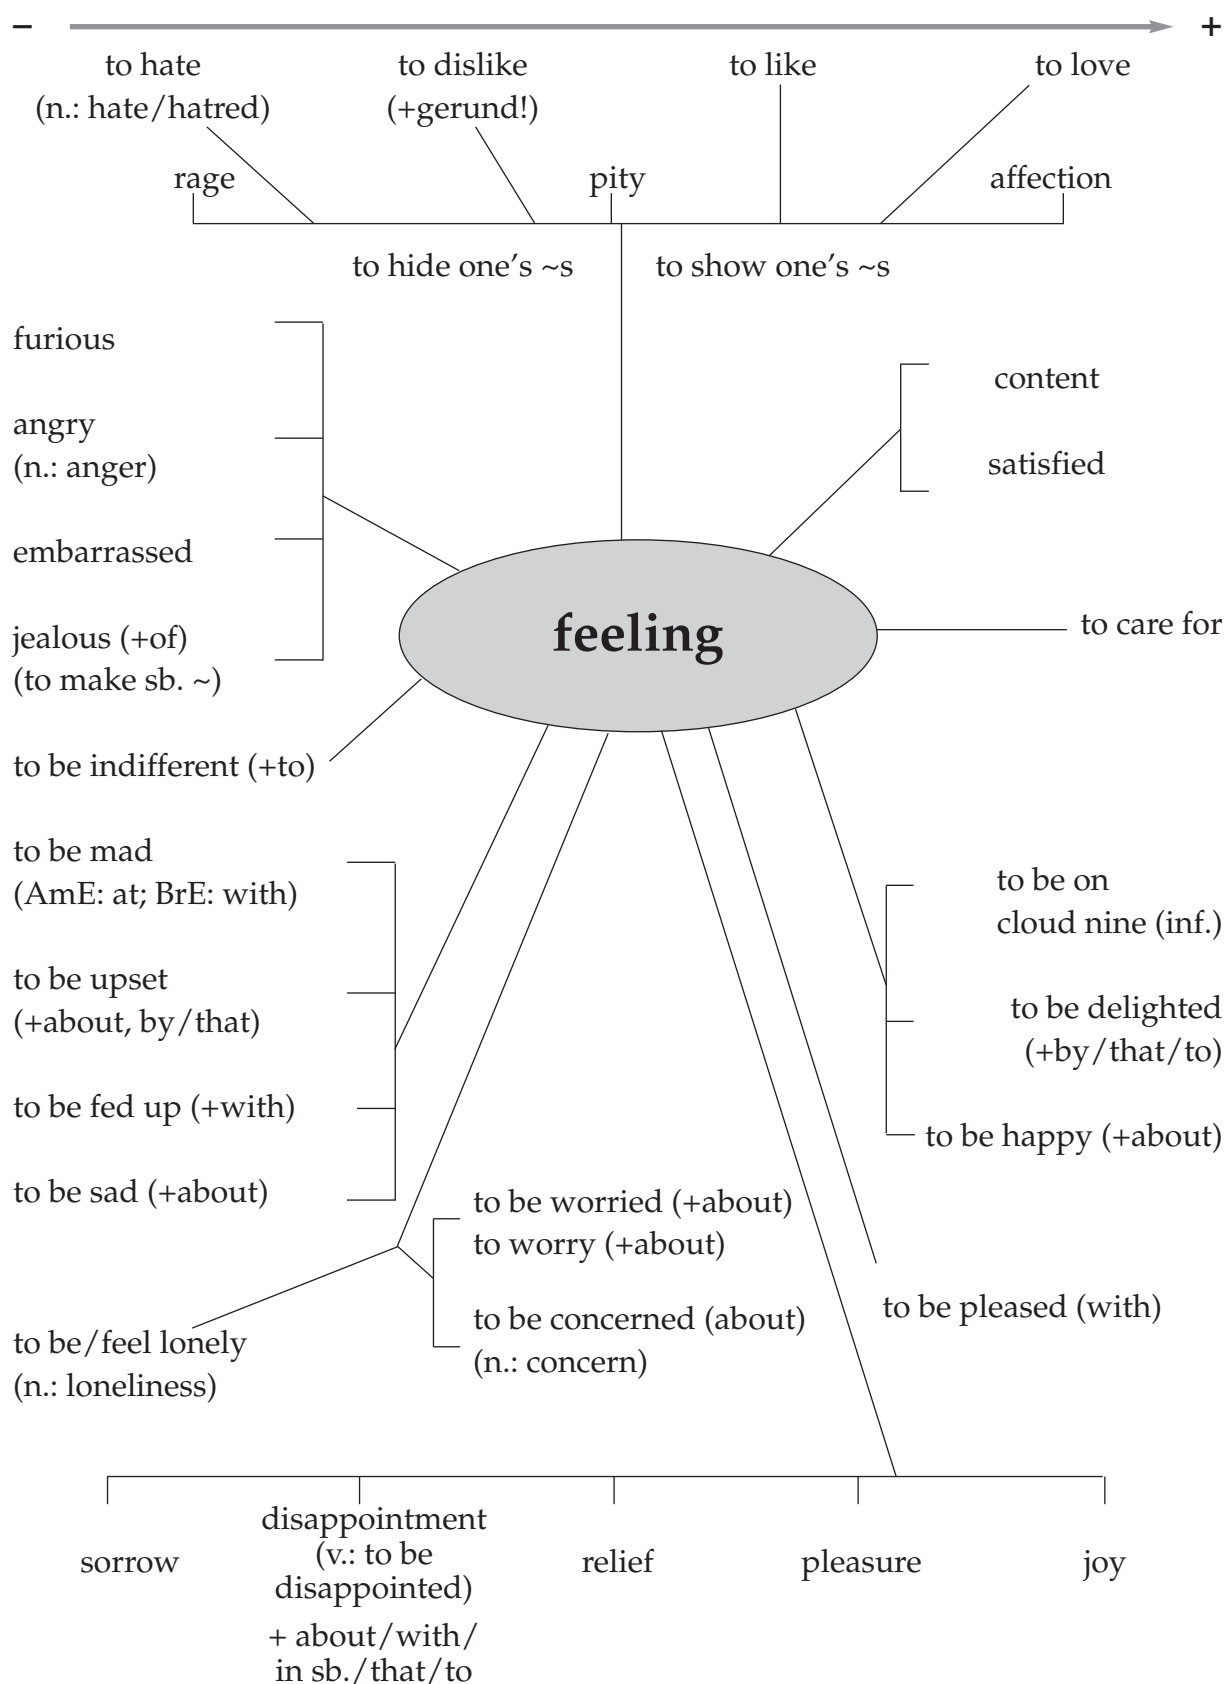 – +
to hate
(n.: hate/hatred)
to dislike
(+gerund!)
to like
to love
rage
pity
affection
to hide one's ~s
to show one's ~s
furious
angry
(n.: anger)
embarrassed
jealous (+of)
(to make sb. ~)
content
satisfied
feeling
to care for
to be indifferent (+to)
to be mad
(AmE: at; BrE: with)
to be upset
(+about, by/that)
to be fed up (+with)
to be sad (+about)
to be on
cloud nine (inf.)
to be delighted
(+by/that/to)
to be happy (+about)
to be worried (+about)
to worry (+about)
to be concerned (about)
(n.: concern)
to be pleased (with)
to be/feel lonely
(n.: loneliness)
sorrow
disappointment
(v.: to be
disappointed)
+ about/with/
in sb./that/to
relief
pleasure
joy